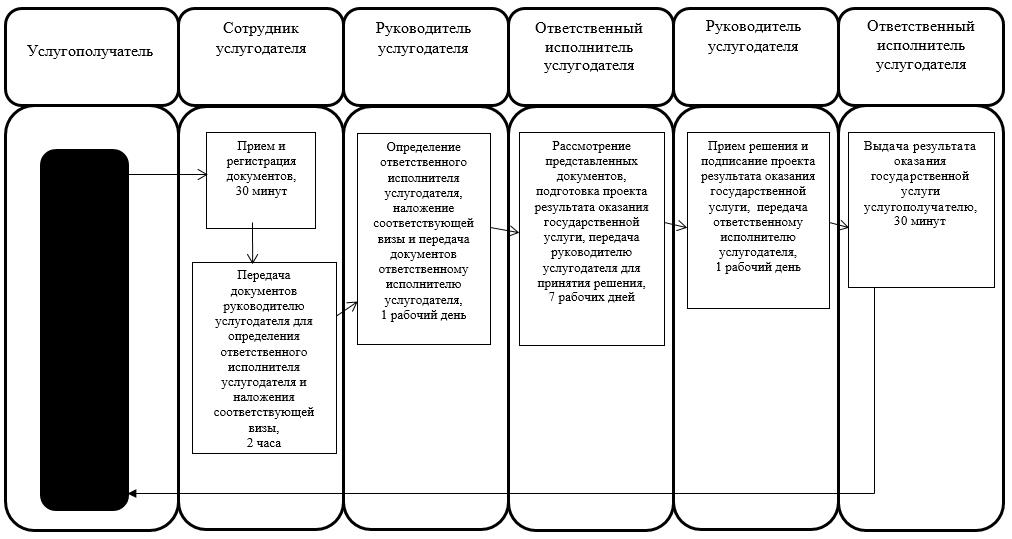 Услугополучатель
Сотрудник
услугодателя
Руководитель
услугодателя
Ответственный
исполнитель
услугодателя
Руководитель
услугодателя
Ответственный
исполнитель
услугодателя
Прием и
регистрация
документов,
30 минут
Передача
документов
руководителю
услугодателя для
определения
ответственного
исполнителя
услугодателя и
наложения
соответствующей
визы,
2 часа
Определение
ответственного
исполнителя
услугодателя,
наложение
соответствующей
визы и передача
документов
ответственному
исполнителю
услугодателя,
1 рабочий день
Рассмотрение
представленных
документов,
подготовка проекта
результата оказания
государственной
услуги, передача
руководителю
услугодателя для
принятия решения,
7 рабочих дней
Прием решения и
подписание проекта
результата оказания
государственной
услуги, передача
ответственному
исполнителю
услугодателя,
1 рабочий день
Выдача результата
оказания
государственной
услуги
услугополучателю,
30 минут